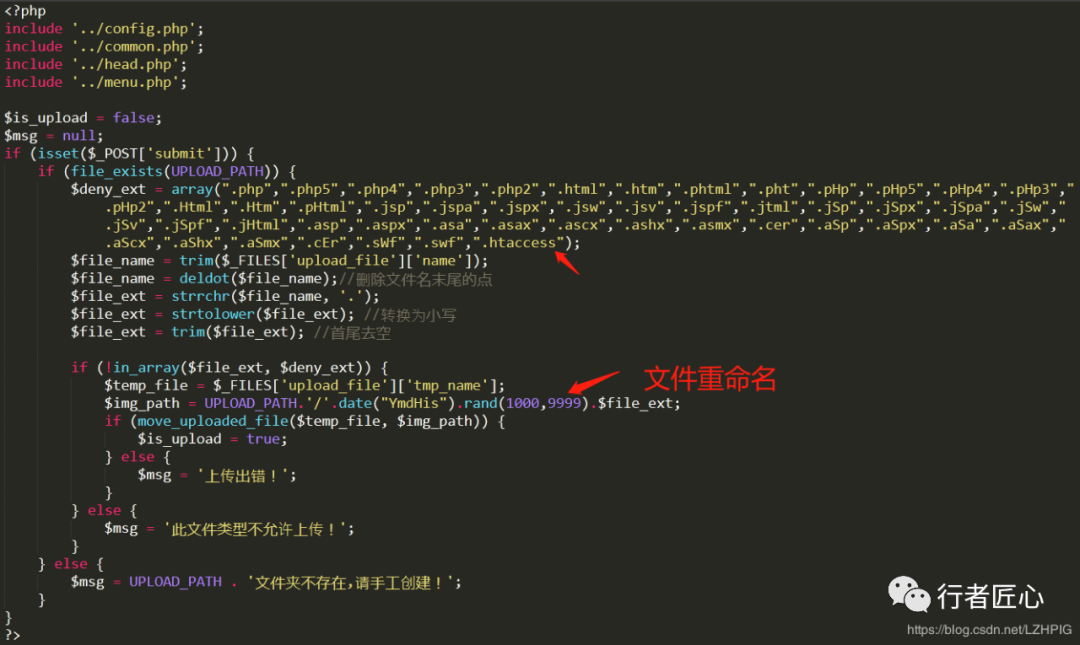 <?php
include '../config.php';
include '../common.php';
include '../head.php';
include '../menu.php';
$is_upload = false;
$msg = null;
if (isset($_POST['submit'])) {
if (file_exists(UPLOAD_PATH)) {
$deny_ext = array(".php",".php5",".php4",".php3",".php2",".html",".htm",".phtml",".pht",".pHp",".pHp5",".pHp4",".pHp3","
.pHp2",".Html",".Htm",".pHtml",".jsp",".jspa",".jspx",".jsw",".jsv",".jspf",".jtml",".jSp",".jSpx",".jSpa",".jSw","
.jSv",".jSpf",".jHtml",".asp",".aspx",".asa",".asax",".ascx",".ashx",".asmx",".cer",".aSp",".aSpx",".aSa",".aSax","
.aScx",".aShx",".aSmx",".cEr",".sWf",".swf",".htaccess");
$file_name = trim($_FILES['upload_file']['name']);
$file_name = deldot($file_name);//删除文件名末尾的点
$file_ext = strrchr($file_name, '.');
$file_ext = strtolower($file_ext); //转换为小写
$file_ext = trim($file_ext); //首尾去空
if (!in_array($file_ext, $deny_ext)) {
$temp_file = $_FILES['upload_file']['tmp_name'];
文件重命名
$img_path = UPLOAD_PATH.'/'.date("YmdHis").rand(1000,9999).$file_ext;
if (move_uploaded_file($temp_file, $img_path)) {
$is_upload = true;
} else {
$msg = '上传出错！';
}
} else {
$msg = '此文件类型不允许上传！';
}
} else {
$msg = UPLOAD_PATH . '文件夹不存在,请手工创建！';
}
}
?>
行者匠心
https://blog.csdn.net/LZHPIG